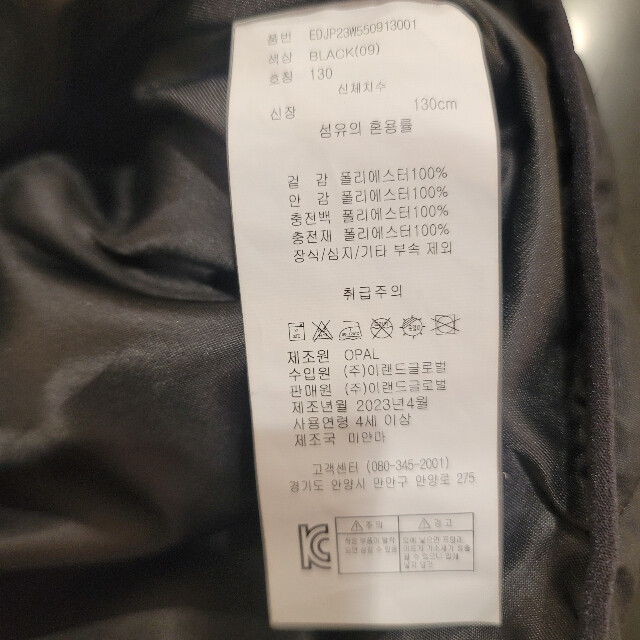 품번 EDJP23W550913001
색상 BLACK(09)
호칭 130
신체치수
신장 130cm
섬유의 혼용률
겉 감 폴리에스터100%
안 감 폴리에스터100%
충전백 폴리에스터100%
충전재 폴리에스터100%
장식/심지/기타 부속 제외
취급주의
제조원 OPAL
수입원 (주)이랜드글로벌
판매원 (주)이랜드글로벌
제조년월 2023년4월
사용연령 4세 이상
제조국 미얀마
고객센터 (080-345-2001)
경기도 안양시 만안구 안양로 275
주의
경고